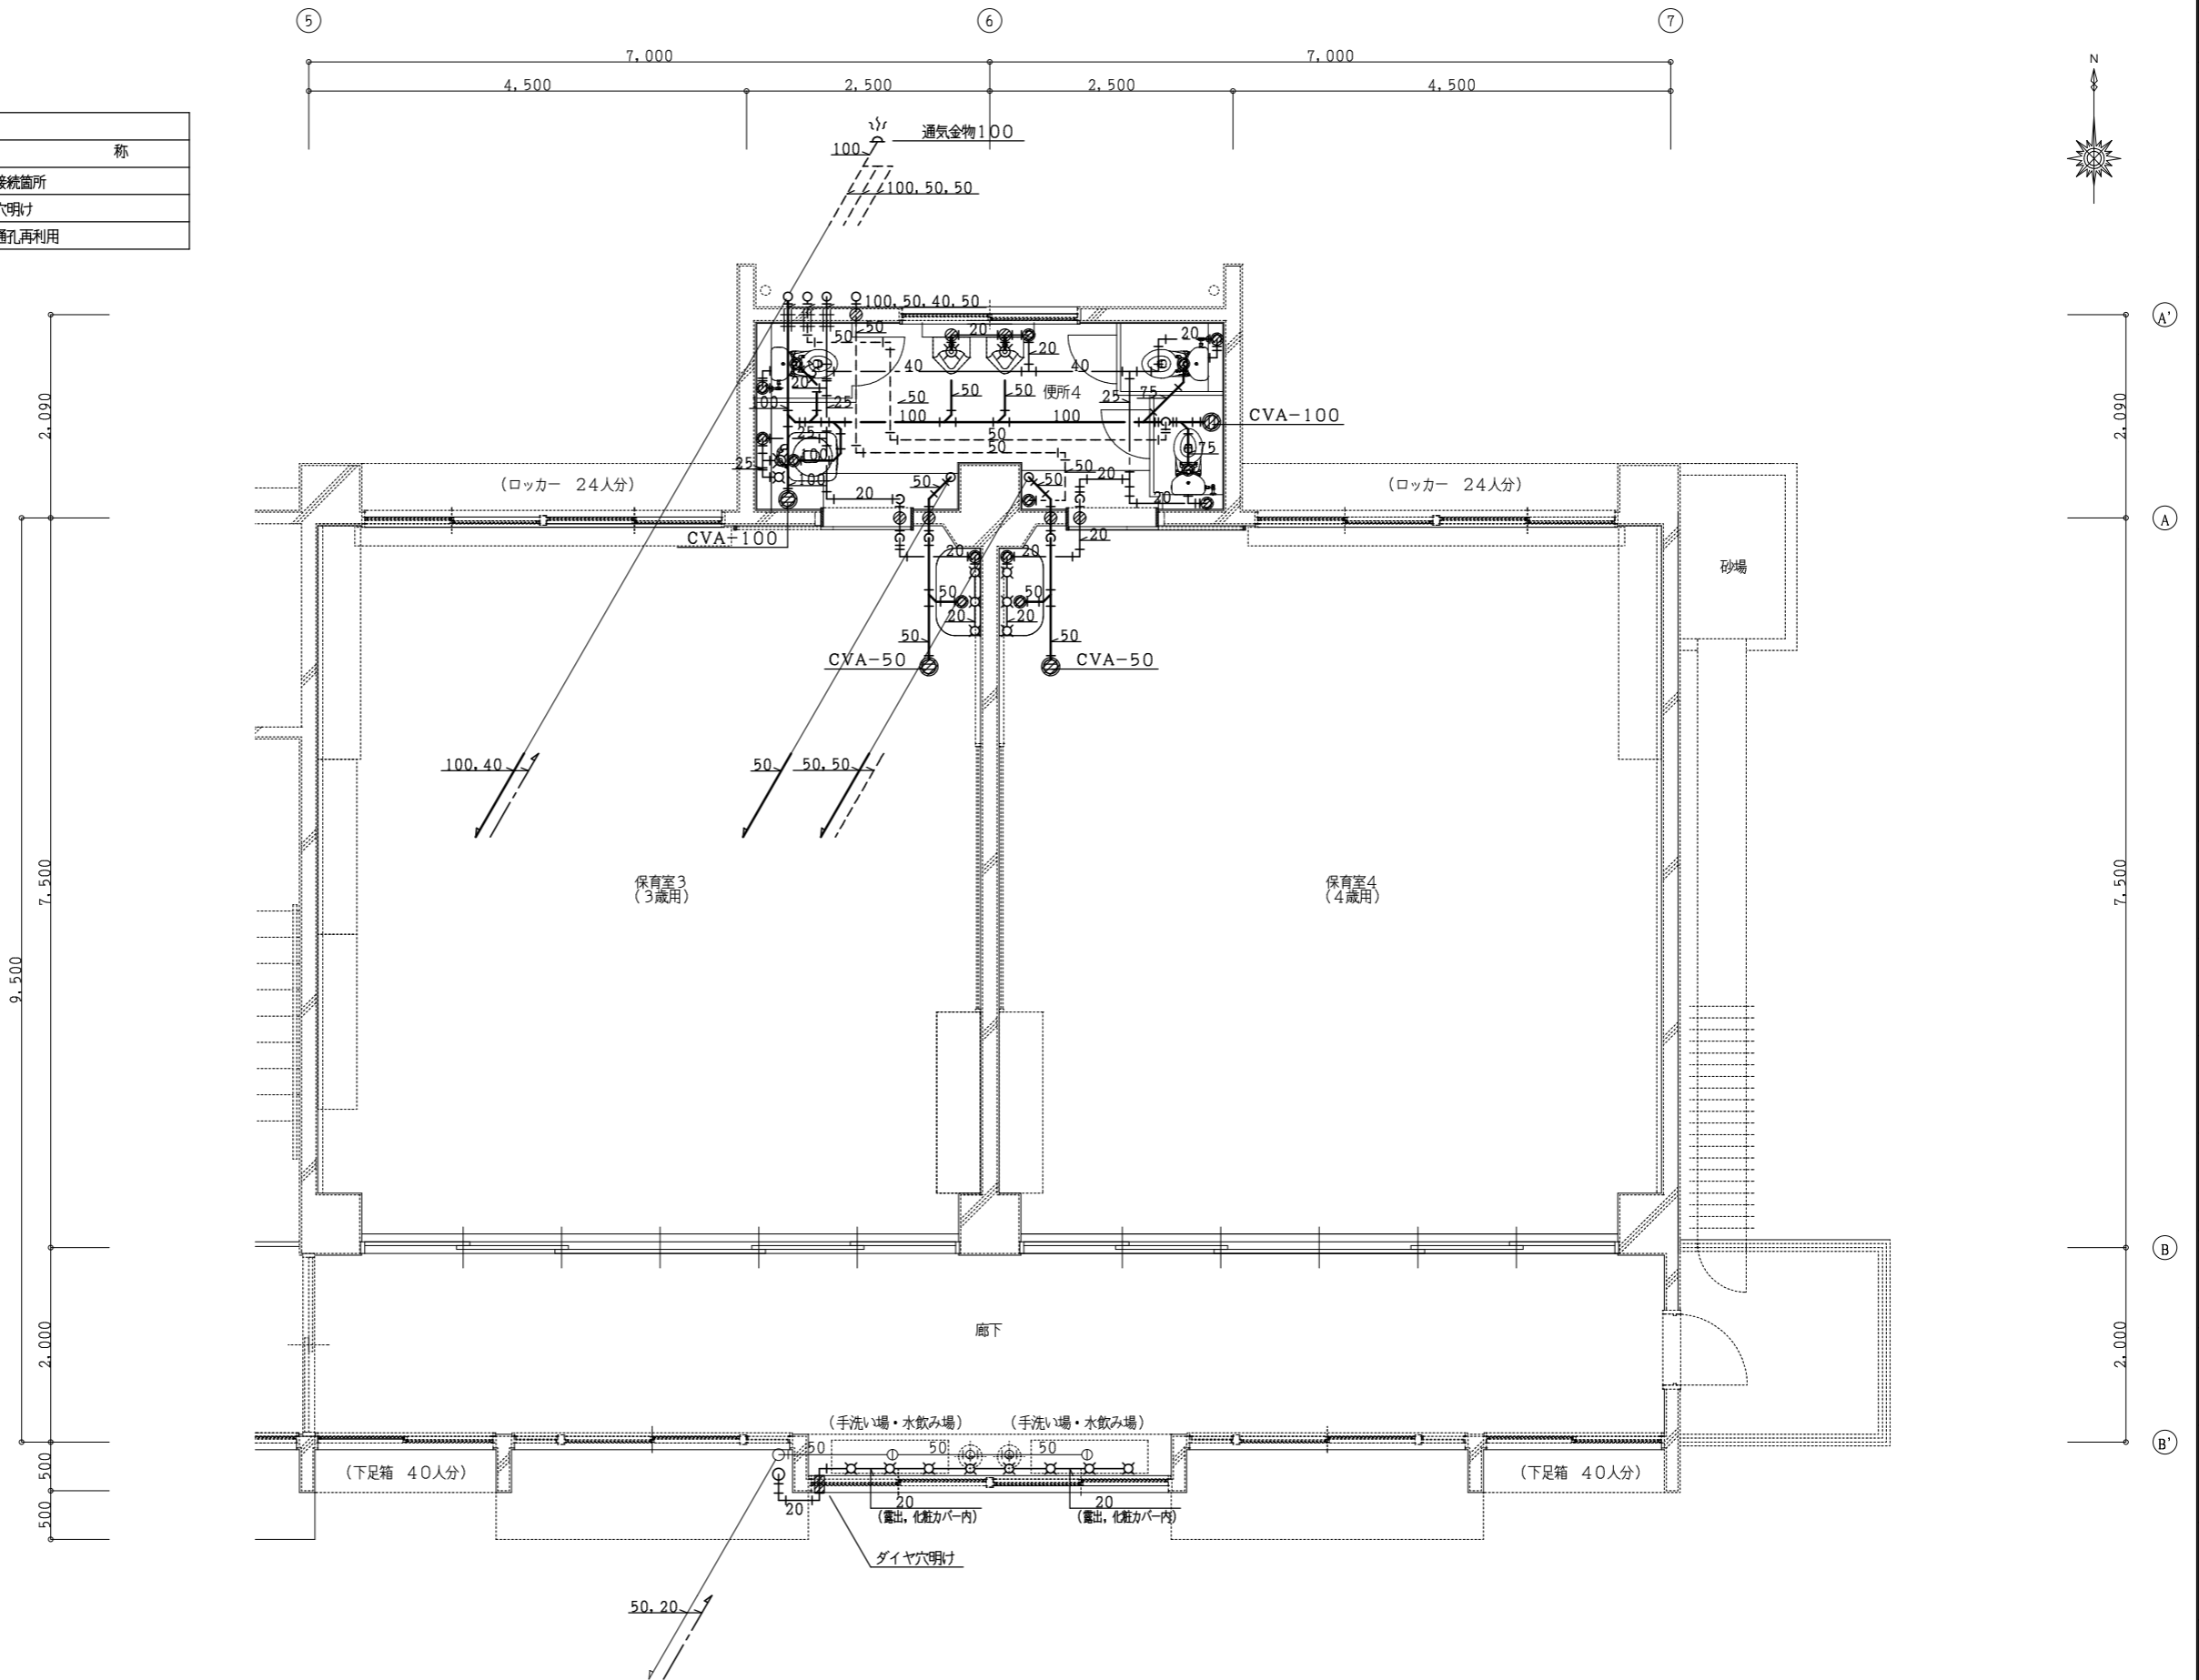 5
6
7
7,000
7,000
4,500
2,500
2,500
4,500
N
称
接続箇所
穴明け
通孔再利用
通気金物100
100
100,50,50
A'
100,50,40,50
50
50
20
20
20
40
40
20
100
25
50
50
50
便所4
25
75
100
100
CVA-100
50
50
25
100
75
25
100
50
50
20
50
20
20
2,090
2,090
(ロッカー 24人分)
(ロッカー 24人分)
A
CVA-100
20
20
20
砂場
50
50
20
20
50
50
CVA-50
CVA-50
100,40
50
50,50
保育室3
(3歳用)
保育室4
(4歳用)
7,500
7,500
9,500
B
廊下
2,000
2,000
(手洗い場・水飲み場)
(手洗い場・水飲み場)
B'
50
50
50
(下足箱 40人分)
(下足箱 40人分)
500
500
20
20
20
(露出,化粧カバー内)
(露出,化粧カバー内)
ダイヤ穴明け
50,20